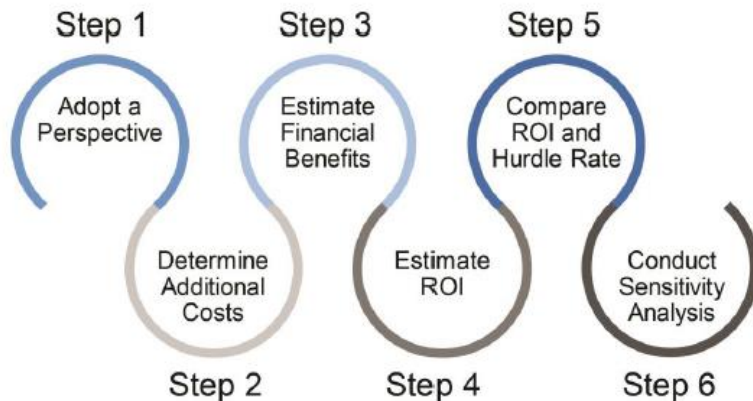 Step 1
Adopt a
Perspective
Step 2
Determine
Additional
Costs
Step 3
Estimate
Financial
Benefits
Step 4
Estimate
ROI
Step 5
Compare
ROI and
Hurdle Rate
Step 6
Conduct
Sensitivity
Analysis